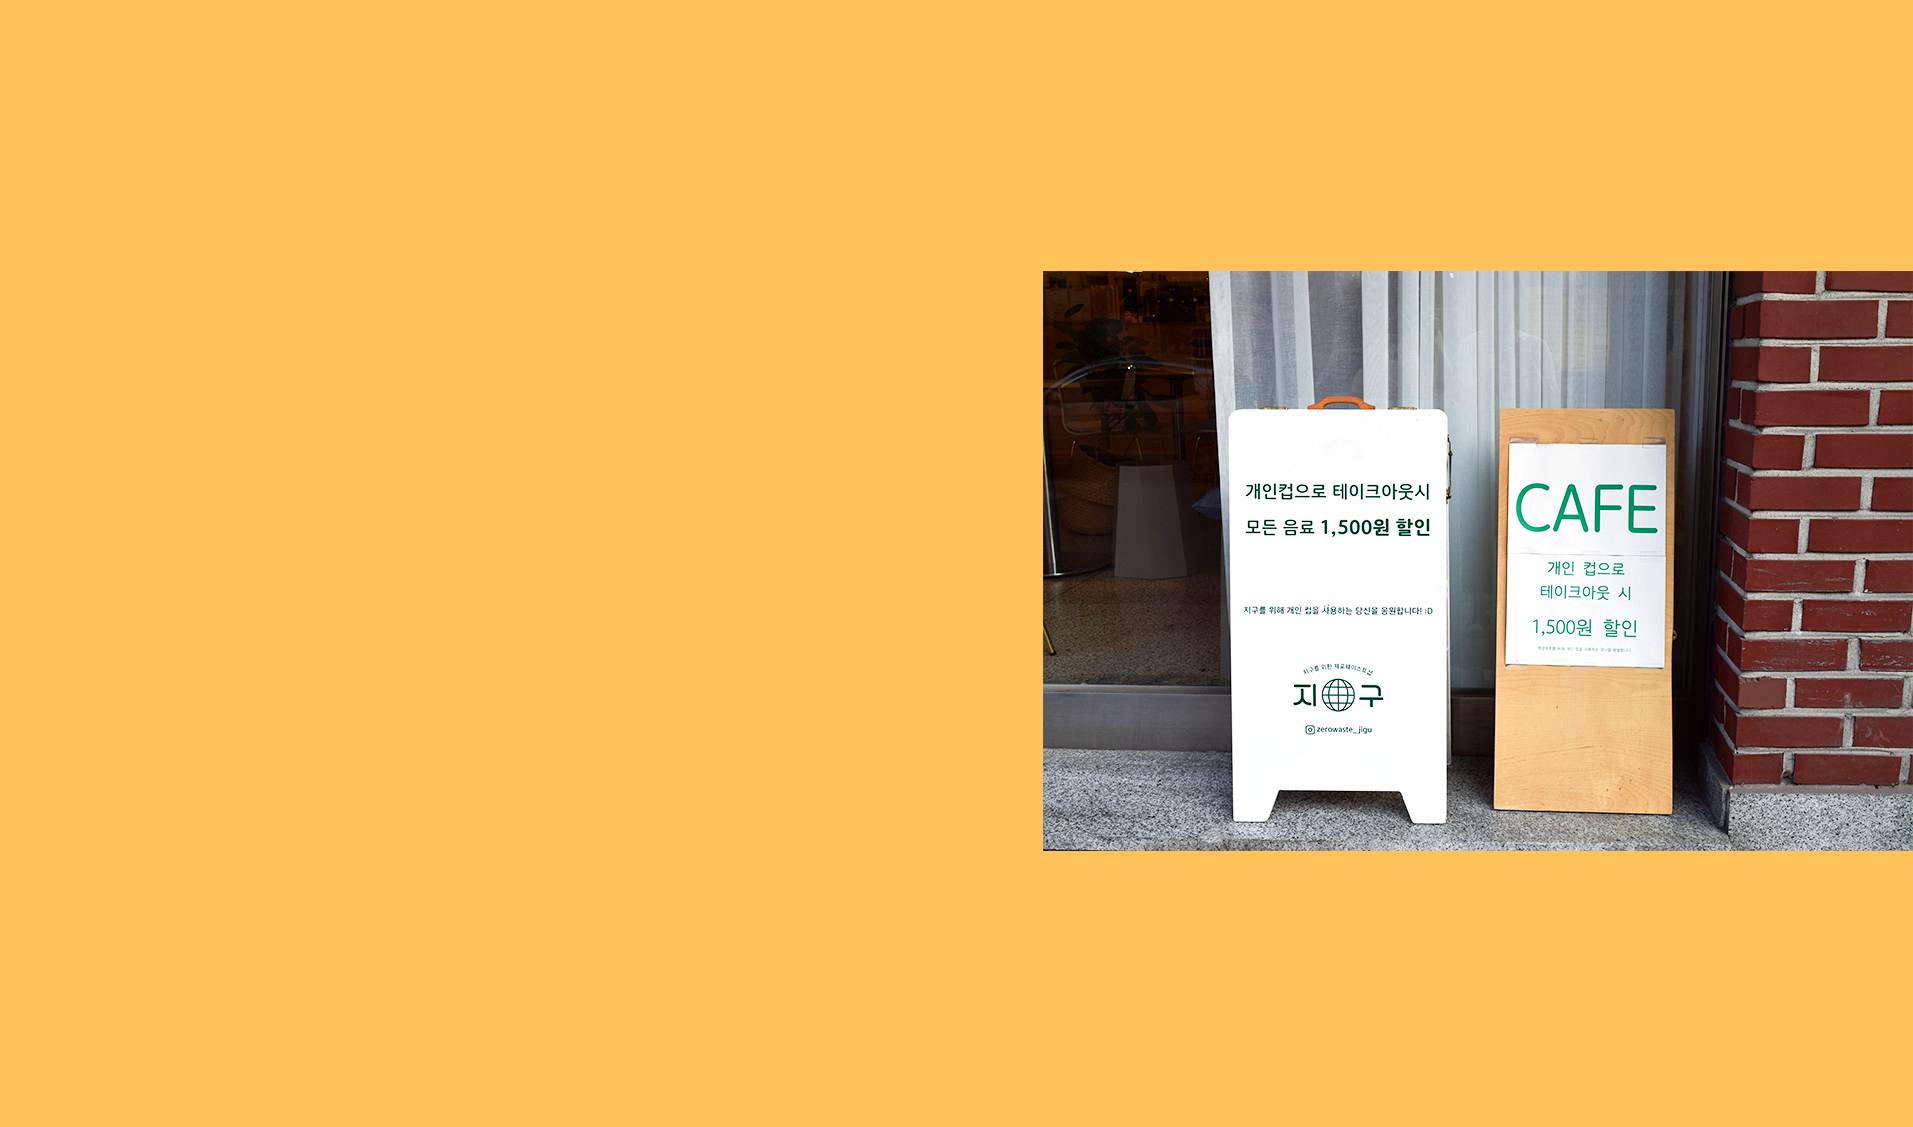 개인컵으로 테이크아웃시
모든 음료 1,500원 할인
지구를 위해 개인 컵을 사용하는 당신을 응원합니다! :D
지구를 위한 제로웨이스트샵
지구
zerowaste_jigu
CAFE
개인 컵으로
테이크아웃 시
1,500원 할인